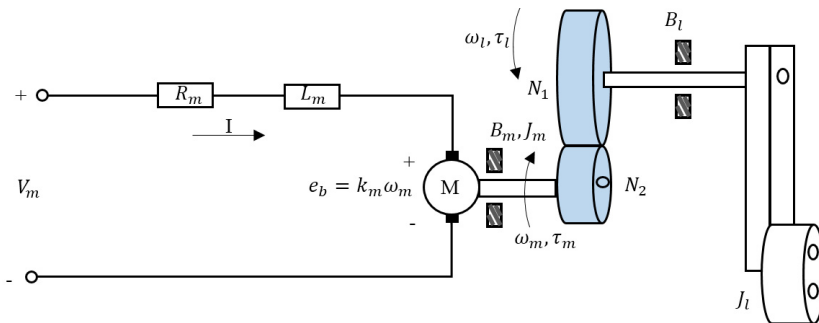 ω_l, τ_l
B_l
+
R_m
L_m
N_1
I
B_m, J_m
+
V_m
e_b = k_m ω_m
M
N_2
-
ω_m, τ_m
-
J_l